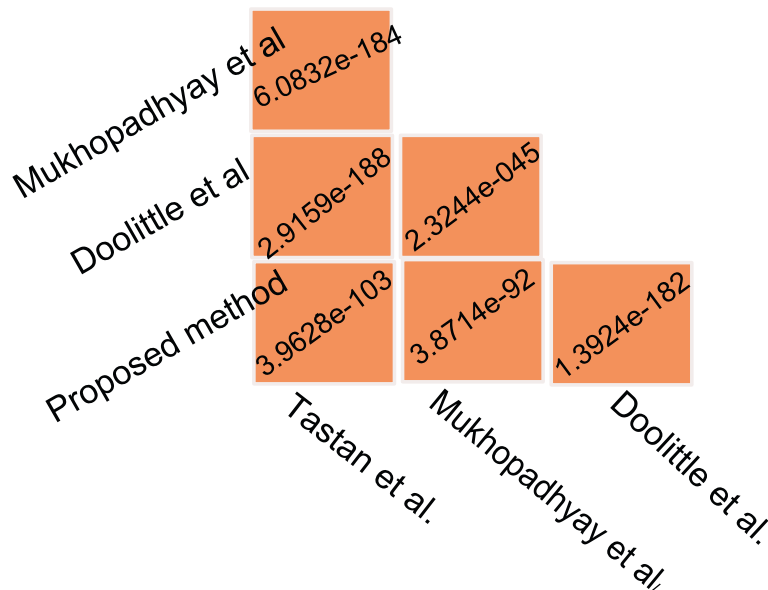 Mukhopadhyay et al
6.0832e-184
Doolittle et al
2.9159e-188
2.3244e-045
Proposed method
3.9628e-103
3.8714e-92
1.3924e-182
Tastan et al.
Mukhopadhyay et al.
Doolittle et al.